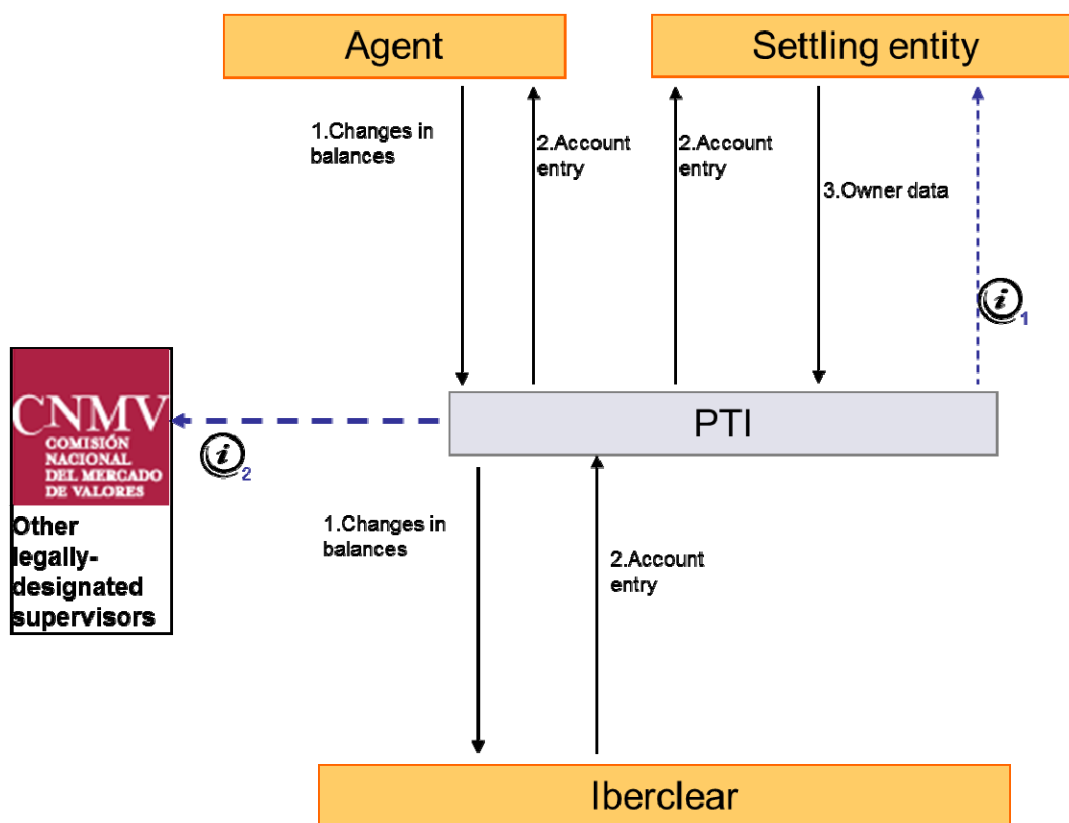 Agent
Settling entity
1.Changes in
balances
2.Account
entry
2.Account
entry
3.Owner data
i
1
CNMV
COMISIÓN
NACIONAL
DEL MERCADO
DE VALORES
Other
legally-
designated
supervisors
i
2
PTI
1.Changes in
balances
2.Account
entry
Iberclear